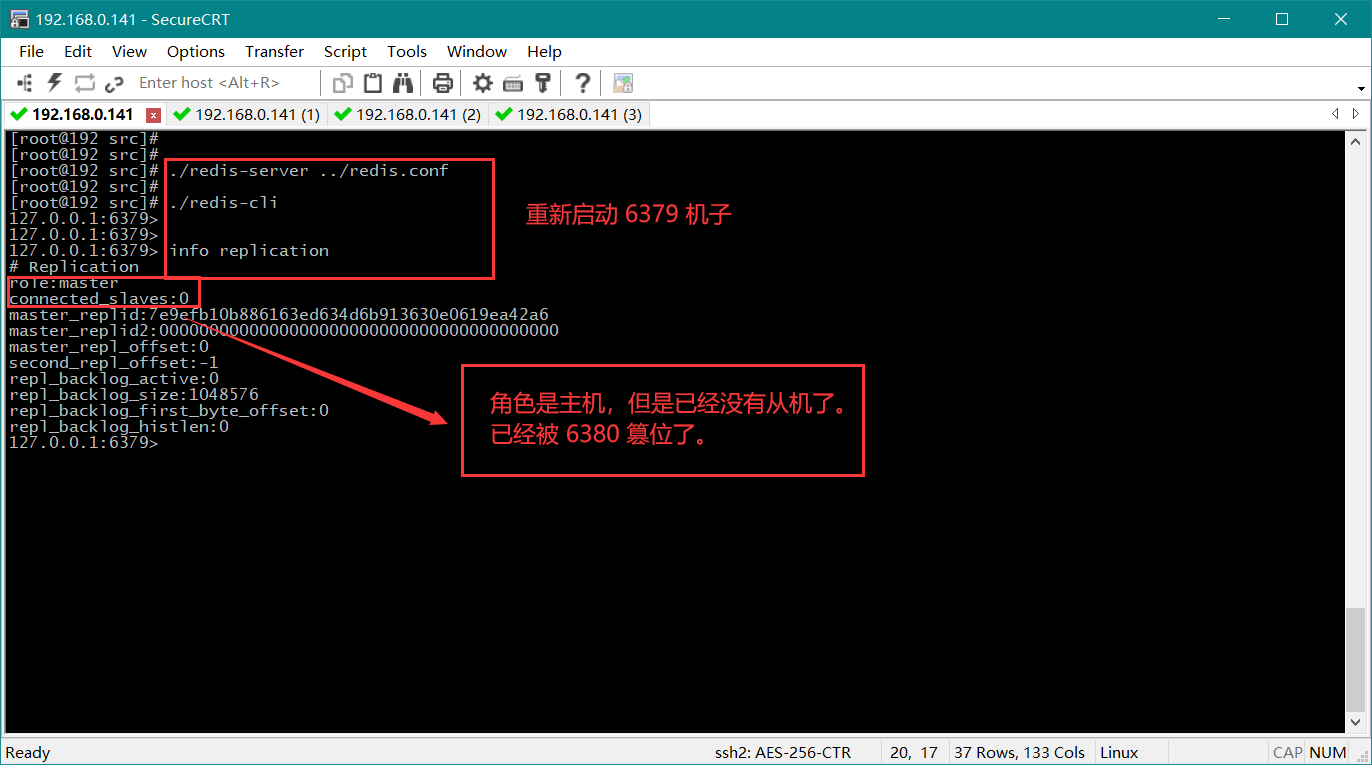 192.168.0.141 - SecureCRT
File Edit View Options Transfer Script Tools Window Help
Enter host <Alt+R>
192.168.0.141 192.168.0.141 (1) 192.168.0.141 (2) 192.168.0.141 (3)
[root@192 src]#
[root@192 src]#
[root@192 src]# ./redis-server ../redis.conf
[root@192 src]#
[root@192 src]# ./redis-cli
127.0.0.1:6379>
127.0.0.1:6379>
127.0.0.1:6379> info replication
# Replication
role:master
connected_slaves:0
master_replid:7e9efb10b886163ed634d6b913630e0619ea42a6
master_replid2:0000000000000000000000000000000000000000
master_repl_offset:0
second_repl_offset:-1
repl_backlog_active:0
repl_backlog_size:1048576
repl_backlog_first_byte_offset:0
repl_backlog_histlen:0
127.0.0.1:6379>
重新启动 6379 机子
角色是主机，但是已经没有从机了。
已经被 6380 篡位了。
Ready ssh2: AES-256-CTR 20, 17 37 Rows, 133 Cols Linux CAP NUM